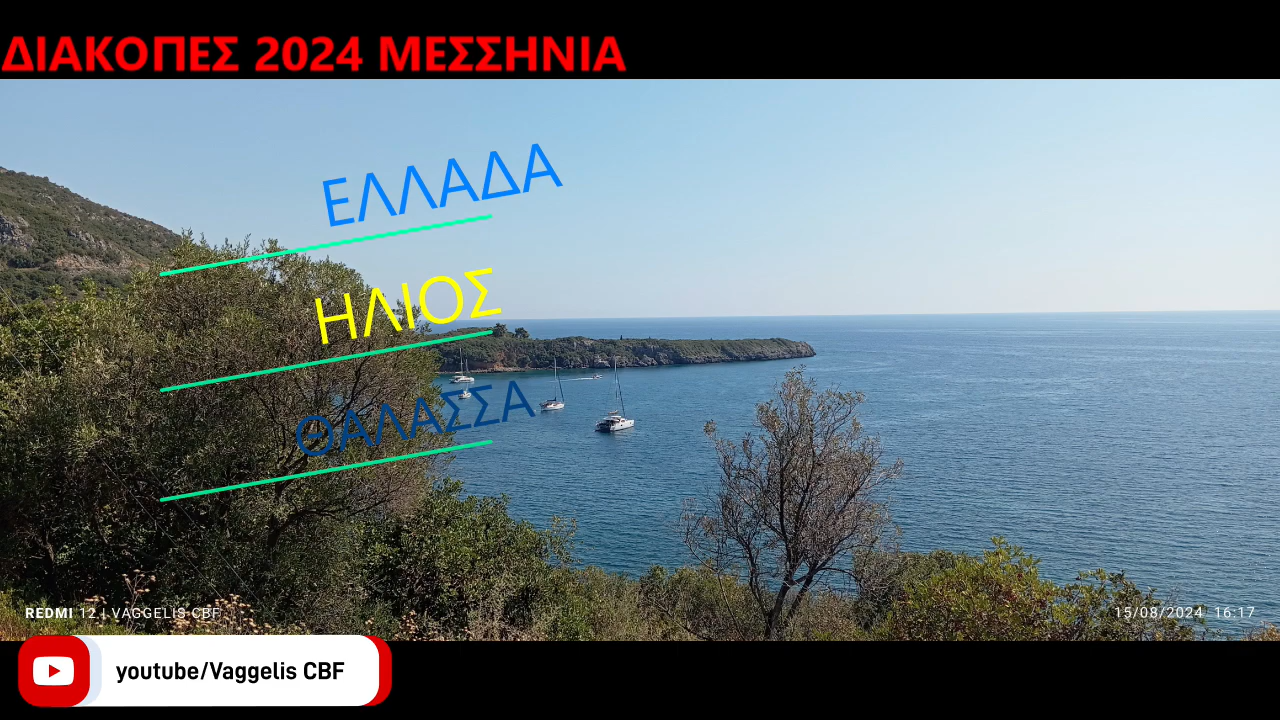 ΔΙΑΚΟΠΕΣ 2024 ΜΕΣΣΗΝΙΑ
ΕΛΛΑΔΑ
ΗΛΙΟΣ
ΘΑΛΑΣΣΑ
REDMI 12 | VAGGELIS CBF
15/08/2024 16:17
youtube/Vaggelis CBF